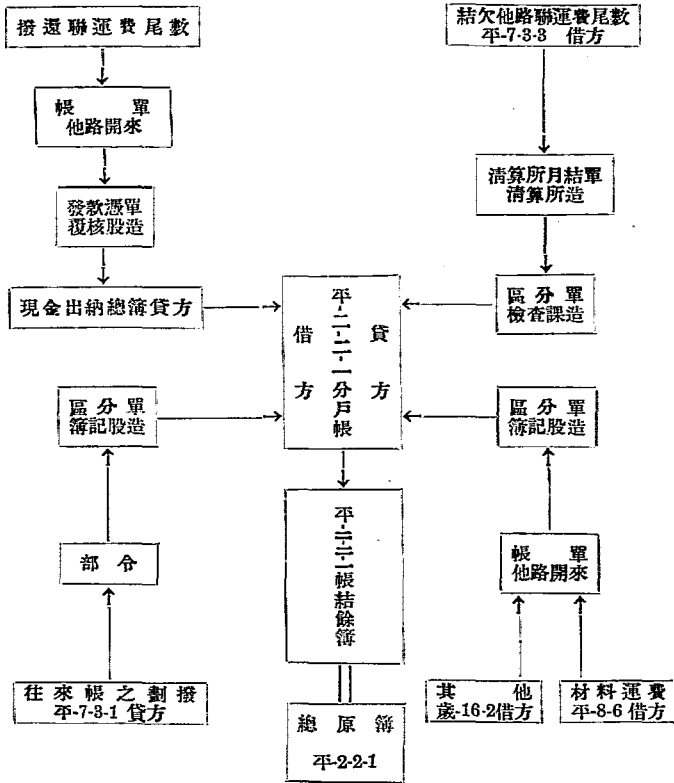 撥還聯運費尾數
結欠他路聯運費尾數
平-7-3-3 借方
帳單
他路開來
清算所月結單
清算所造
發款憑單
覆核股造
現金出納總簿貸方
借方
平-二-二-一分戶帳
貸方
區分單
檢查課造
區分單
簿記股造
區分單
簿記股造
平-二-二-一帳結餘簿
部令
帳單
他路開來
往來帳之劃撥
平-7-3-1 貸方
其他
歲-16-2借方
材料運費
平-8-6 借方
總原簿
平-2-2-1